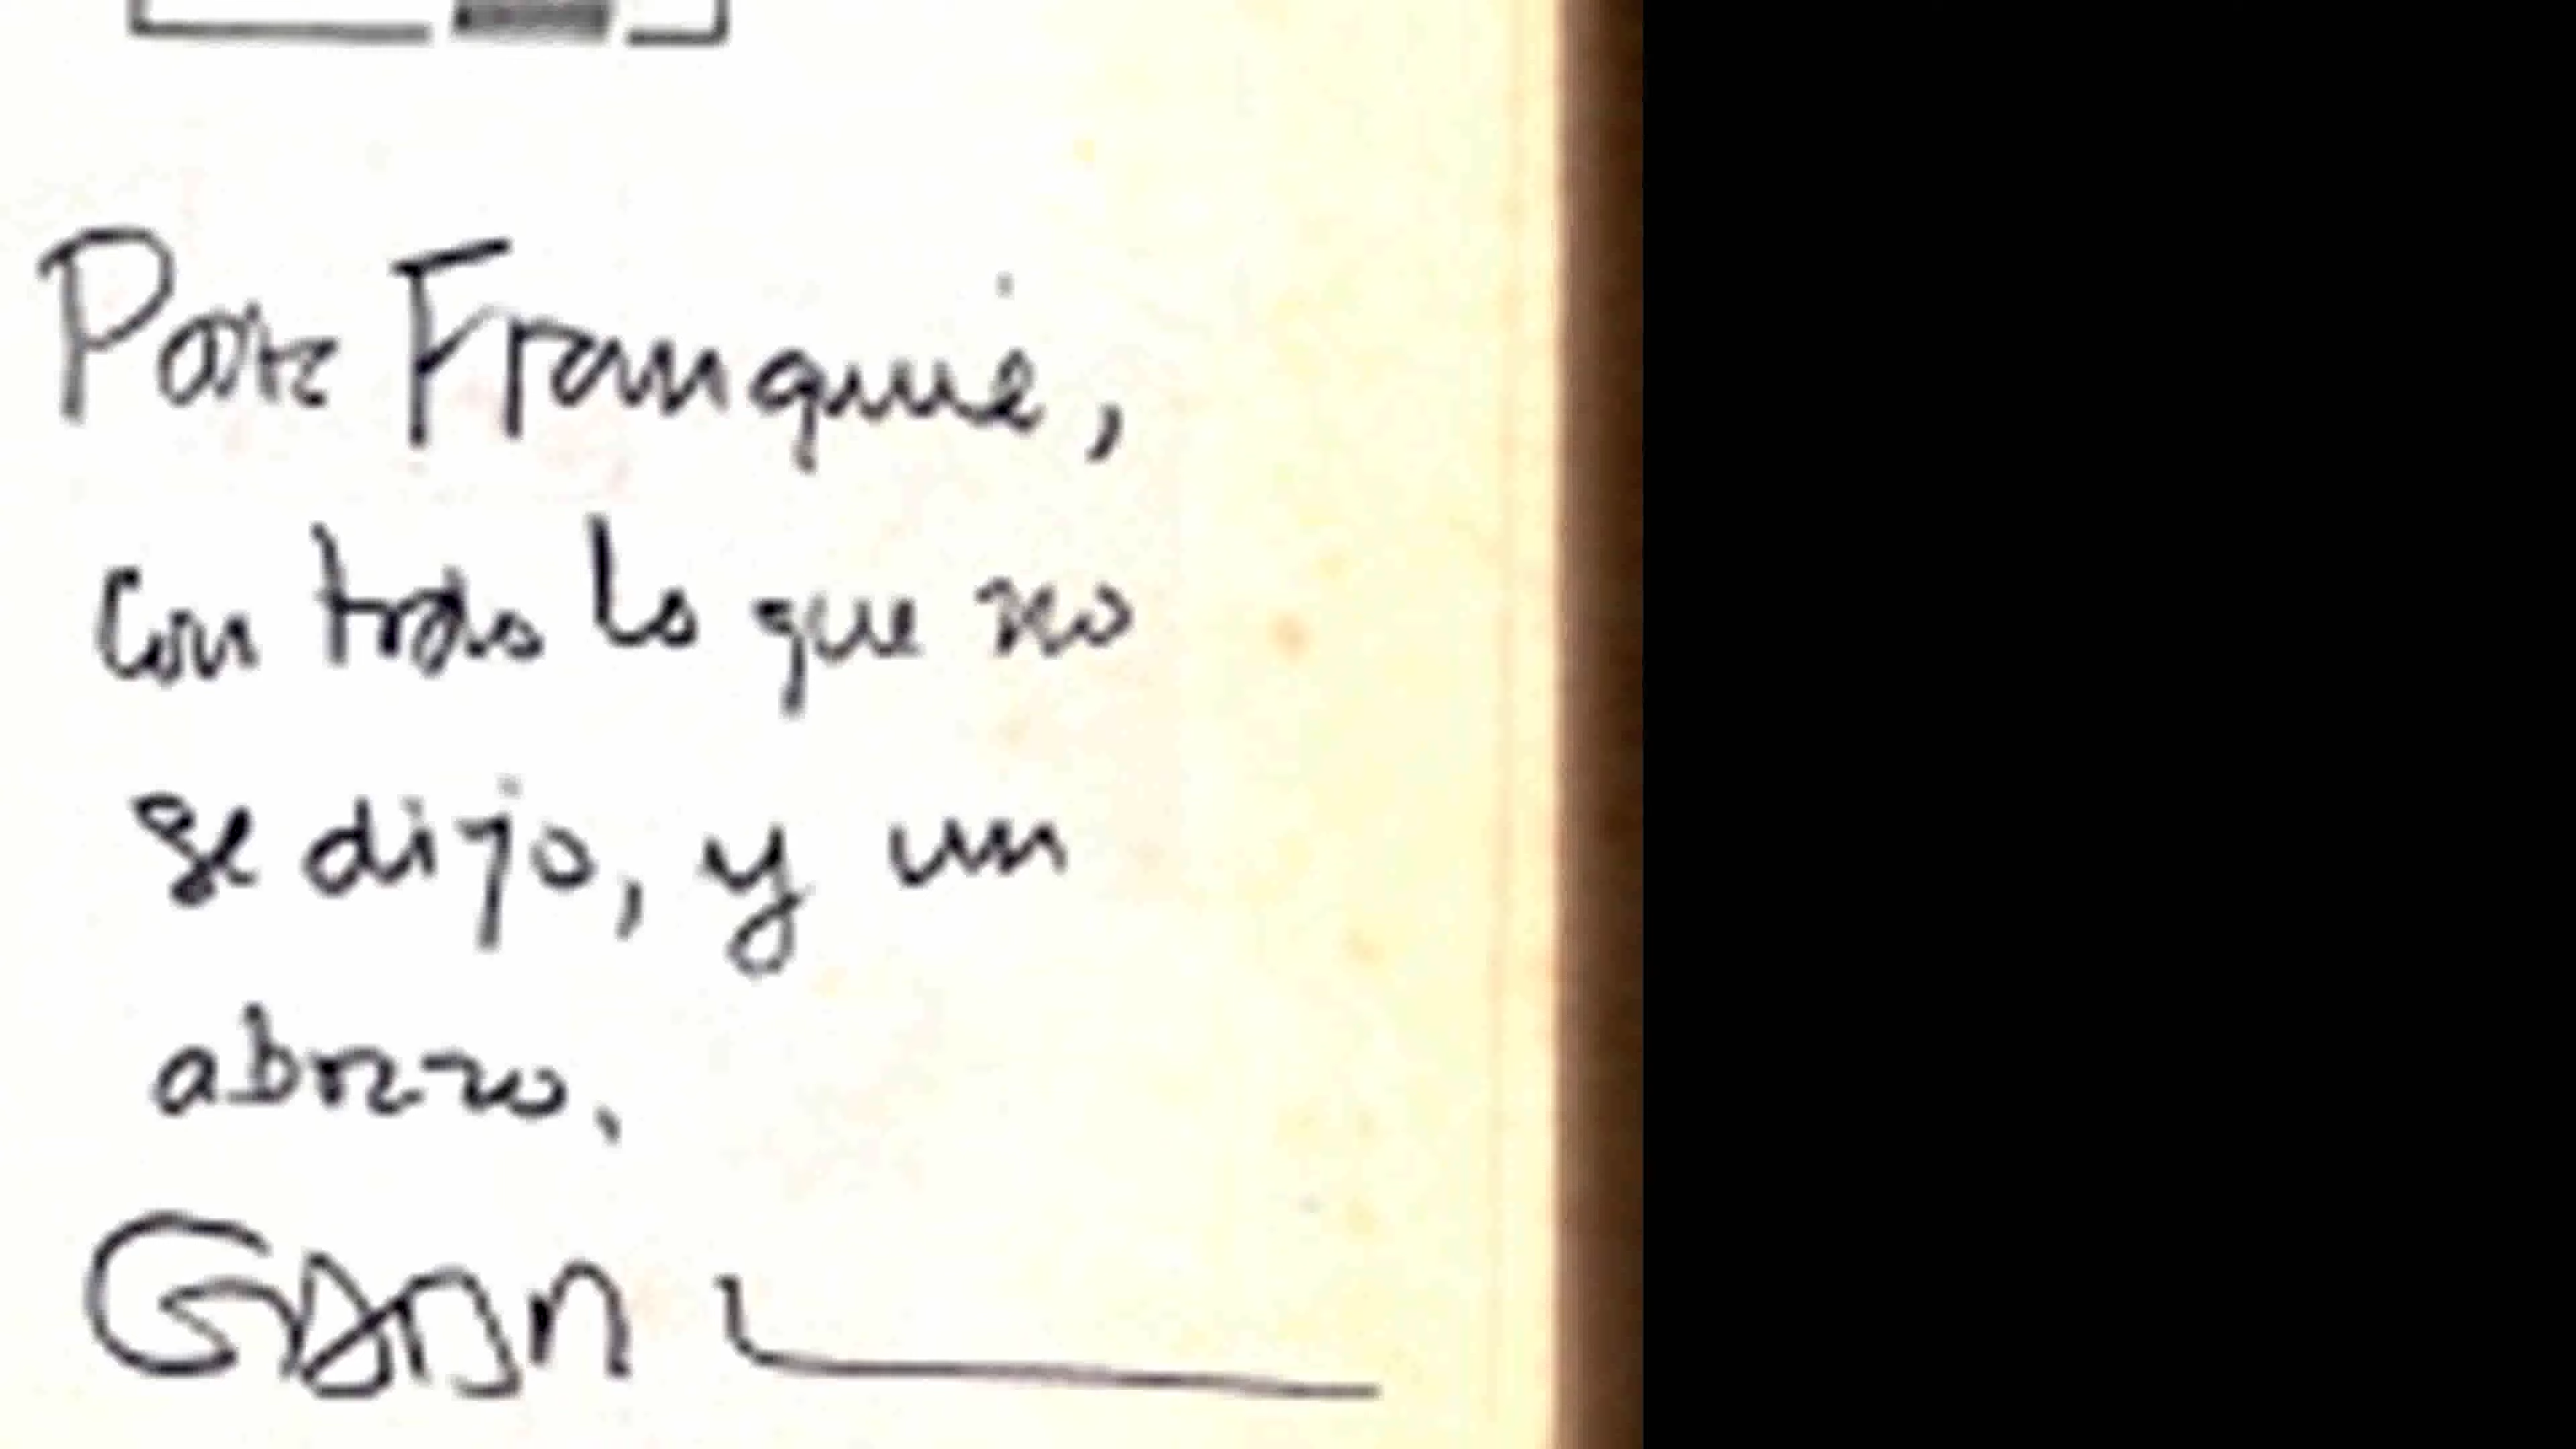 Para Franquie,
Con todo lo que no
se dijo, y un
abrazo,